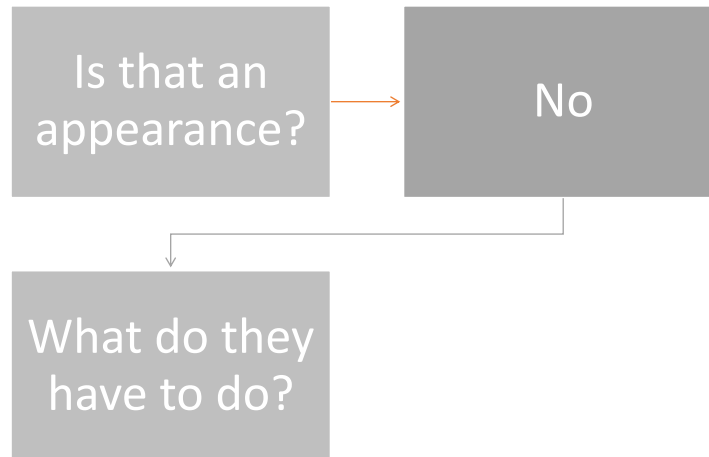 Is that an
appearance?
No
What do they
have to do?